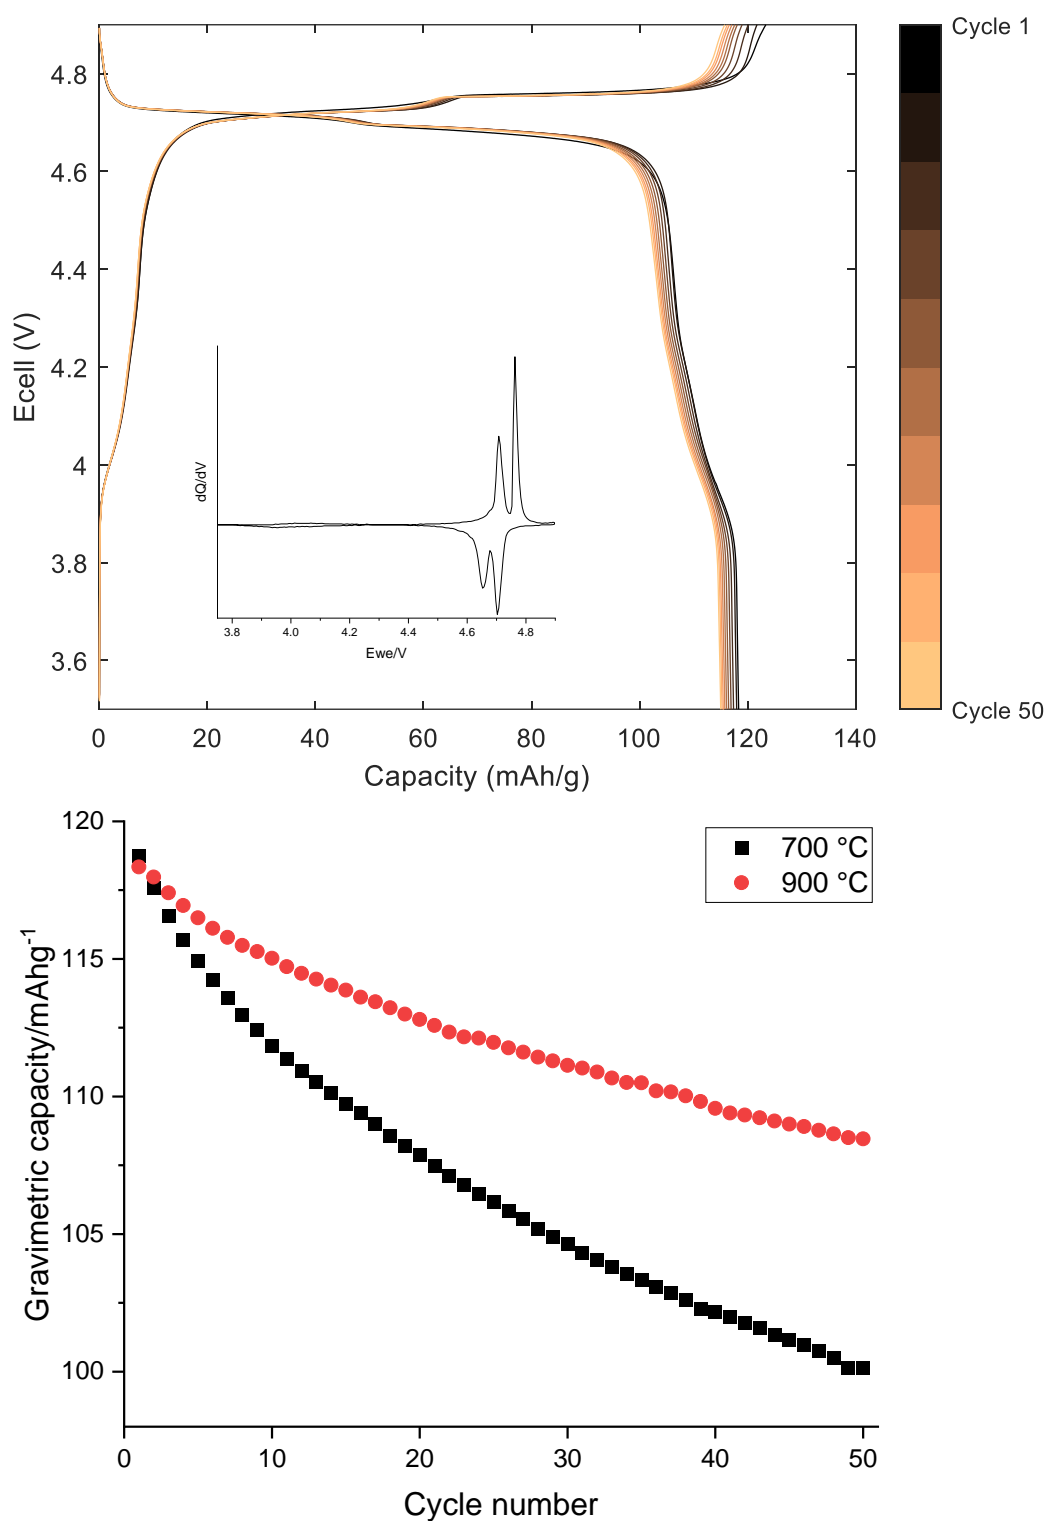 Cycle 1
4.8
4.6
4.4
4.2
4
3.8
3.6
Ecell (V)
dQ/dV
3.8 4.0 4.2 4.4 4.6 4.8
Ewe/V
Cycle 50
0 20 40 60 80 100 120 140
Capacity (mAh/g)
120
115
110
105
100
Gravimetric capacity/mAhg-1
700 °C
900 °C
0 10 20 30 40 50
Cycle number